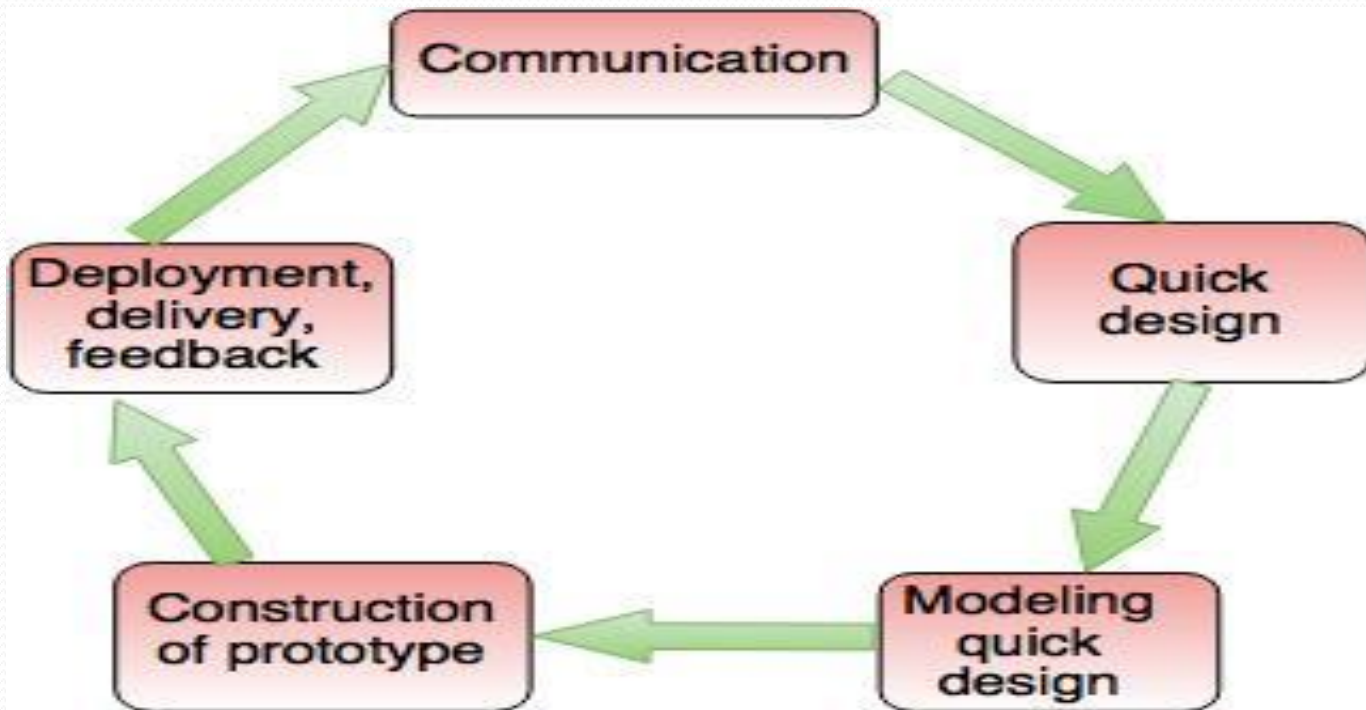 Communication
Quick
design
Modeling
quick
design
Construction
of prototype
Deployment,
delivery,
feedback